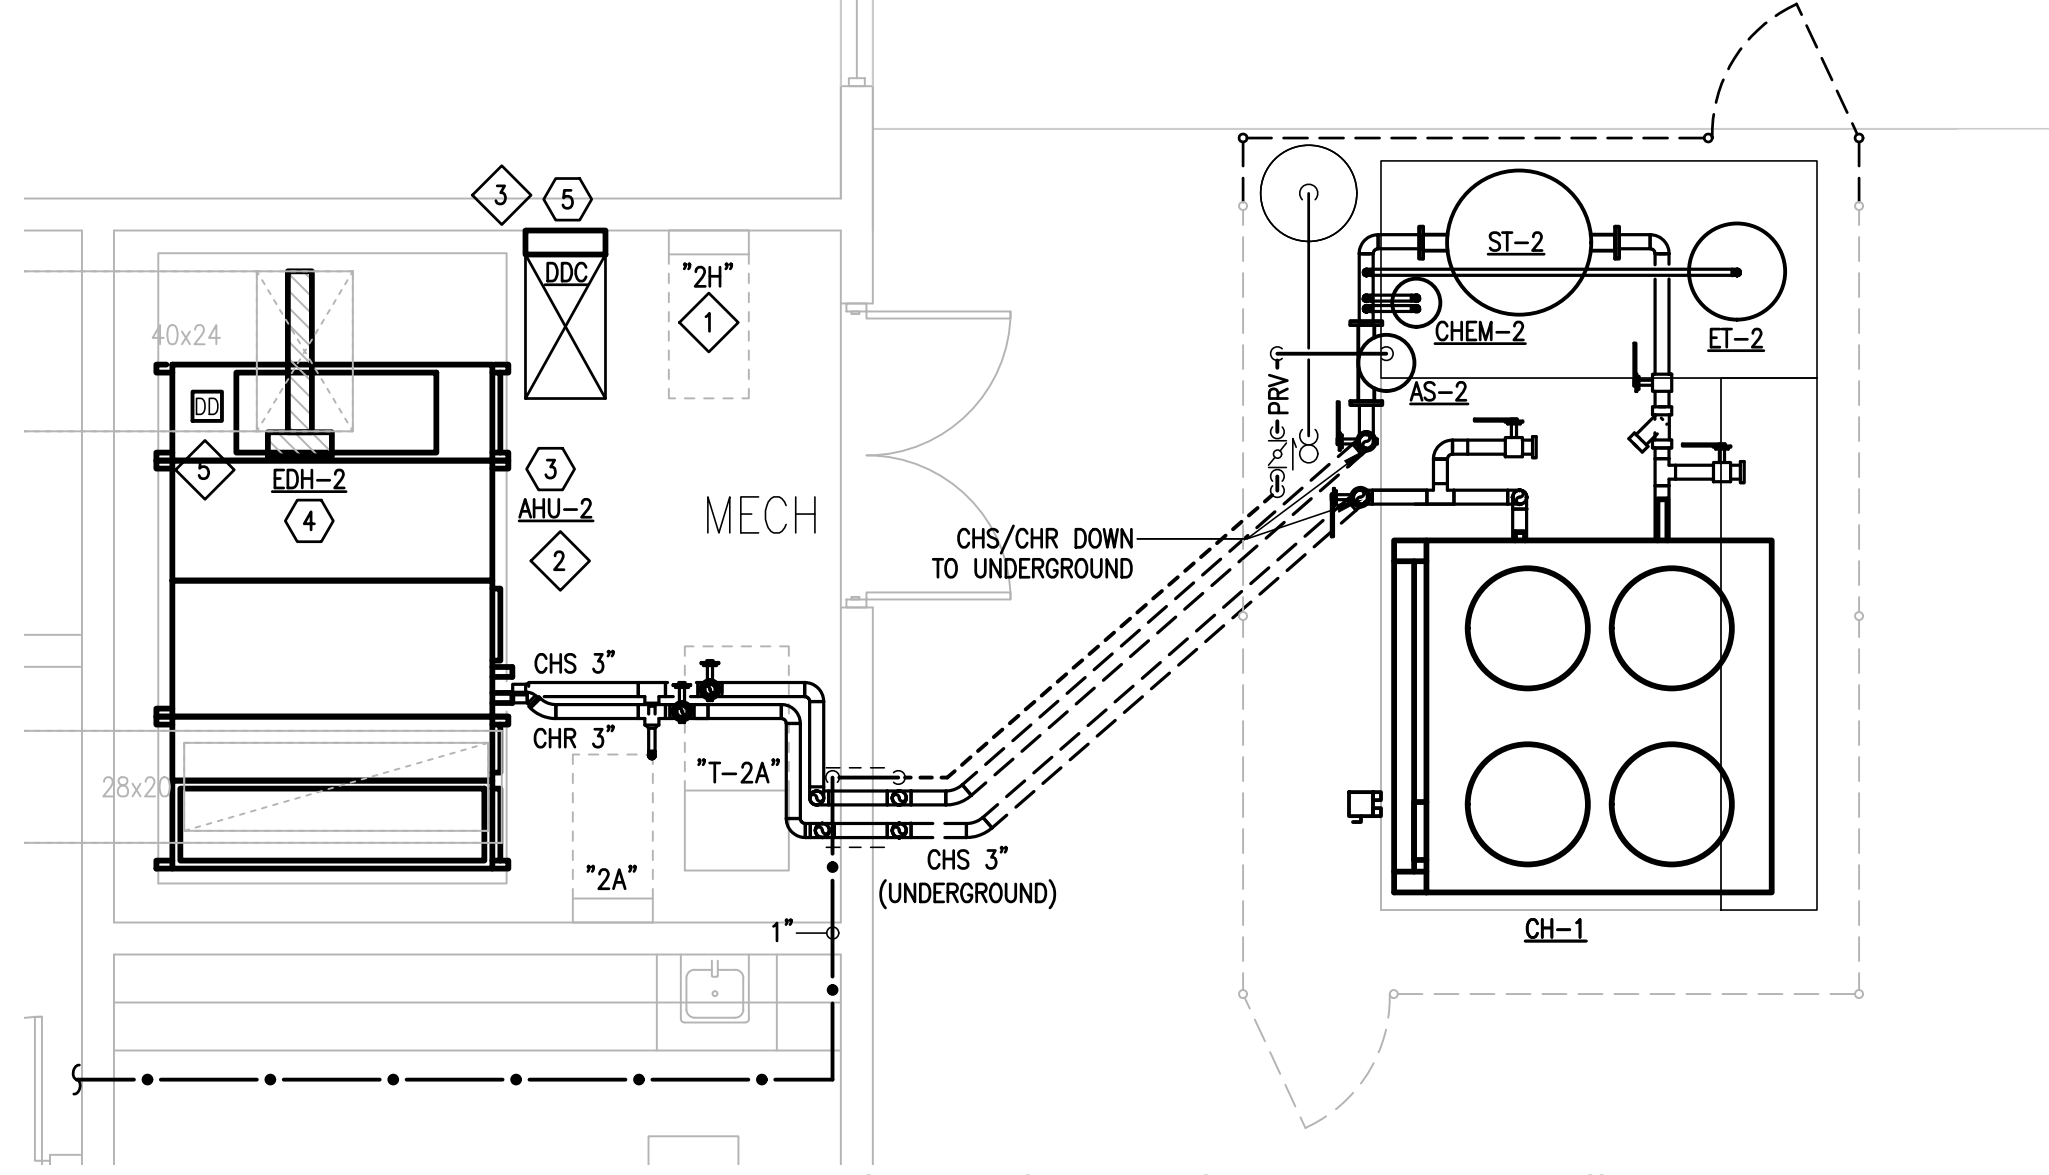 3
5
DDC
"2H"
1
ST-2
40x24
CHEM-2
ET-2
PRV
AS-2
DD
5
EDH-2
4
3
AHU-2
2
MECH
CHS/CHR DOWN
TO UNDERGROUND
CHS 3"
CHR 3"
"T-2A"
28x20
"2A"
CHS 3"
(UNDERGROUND)
1"
CH-1